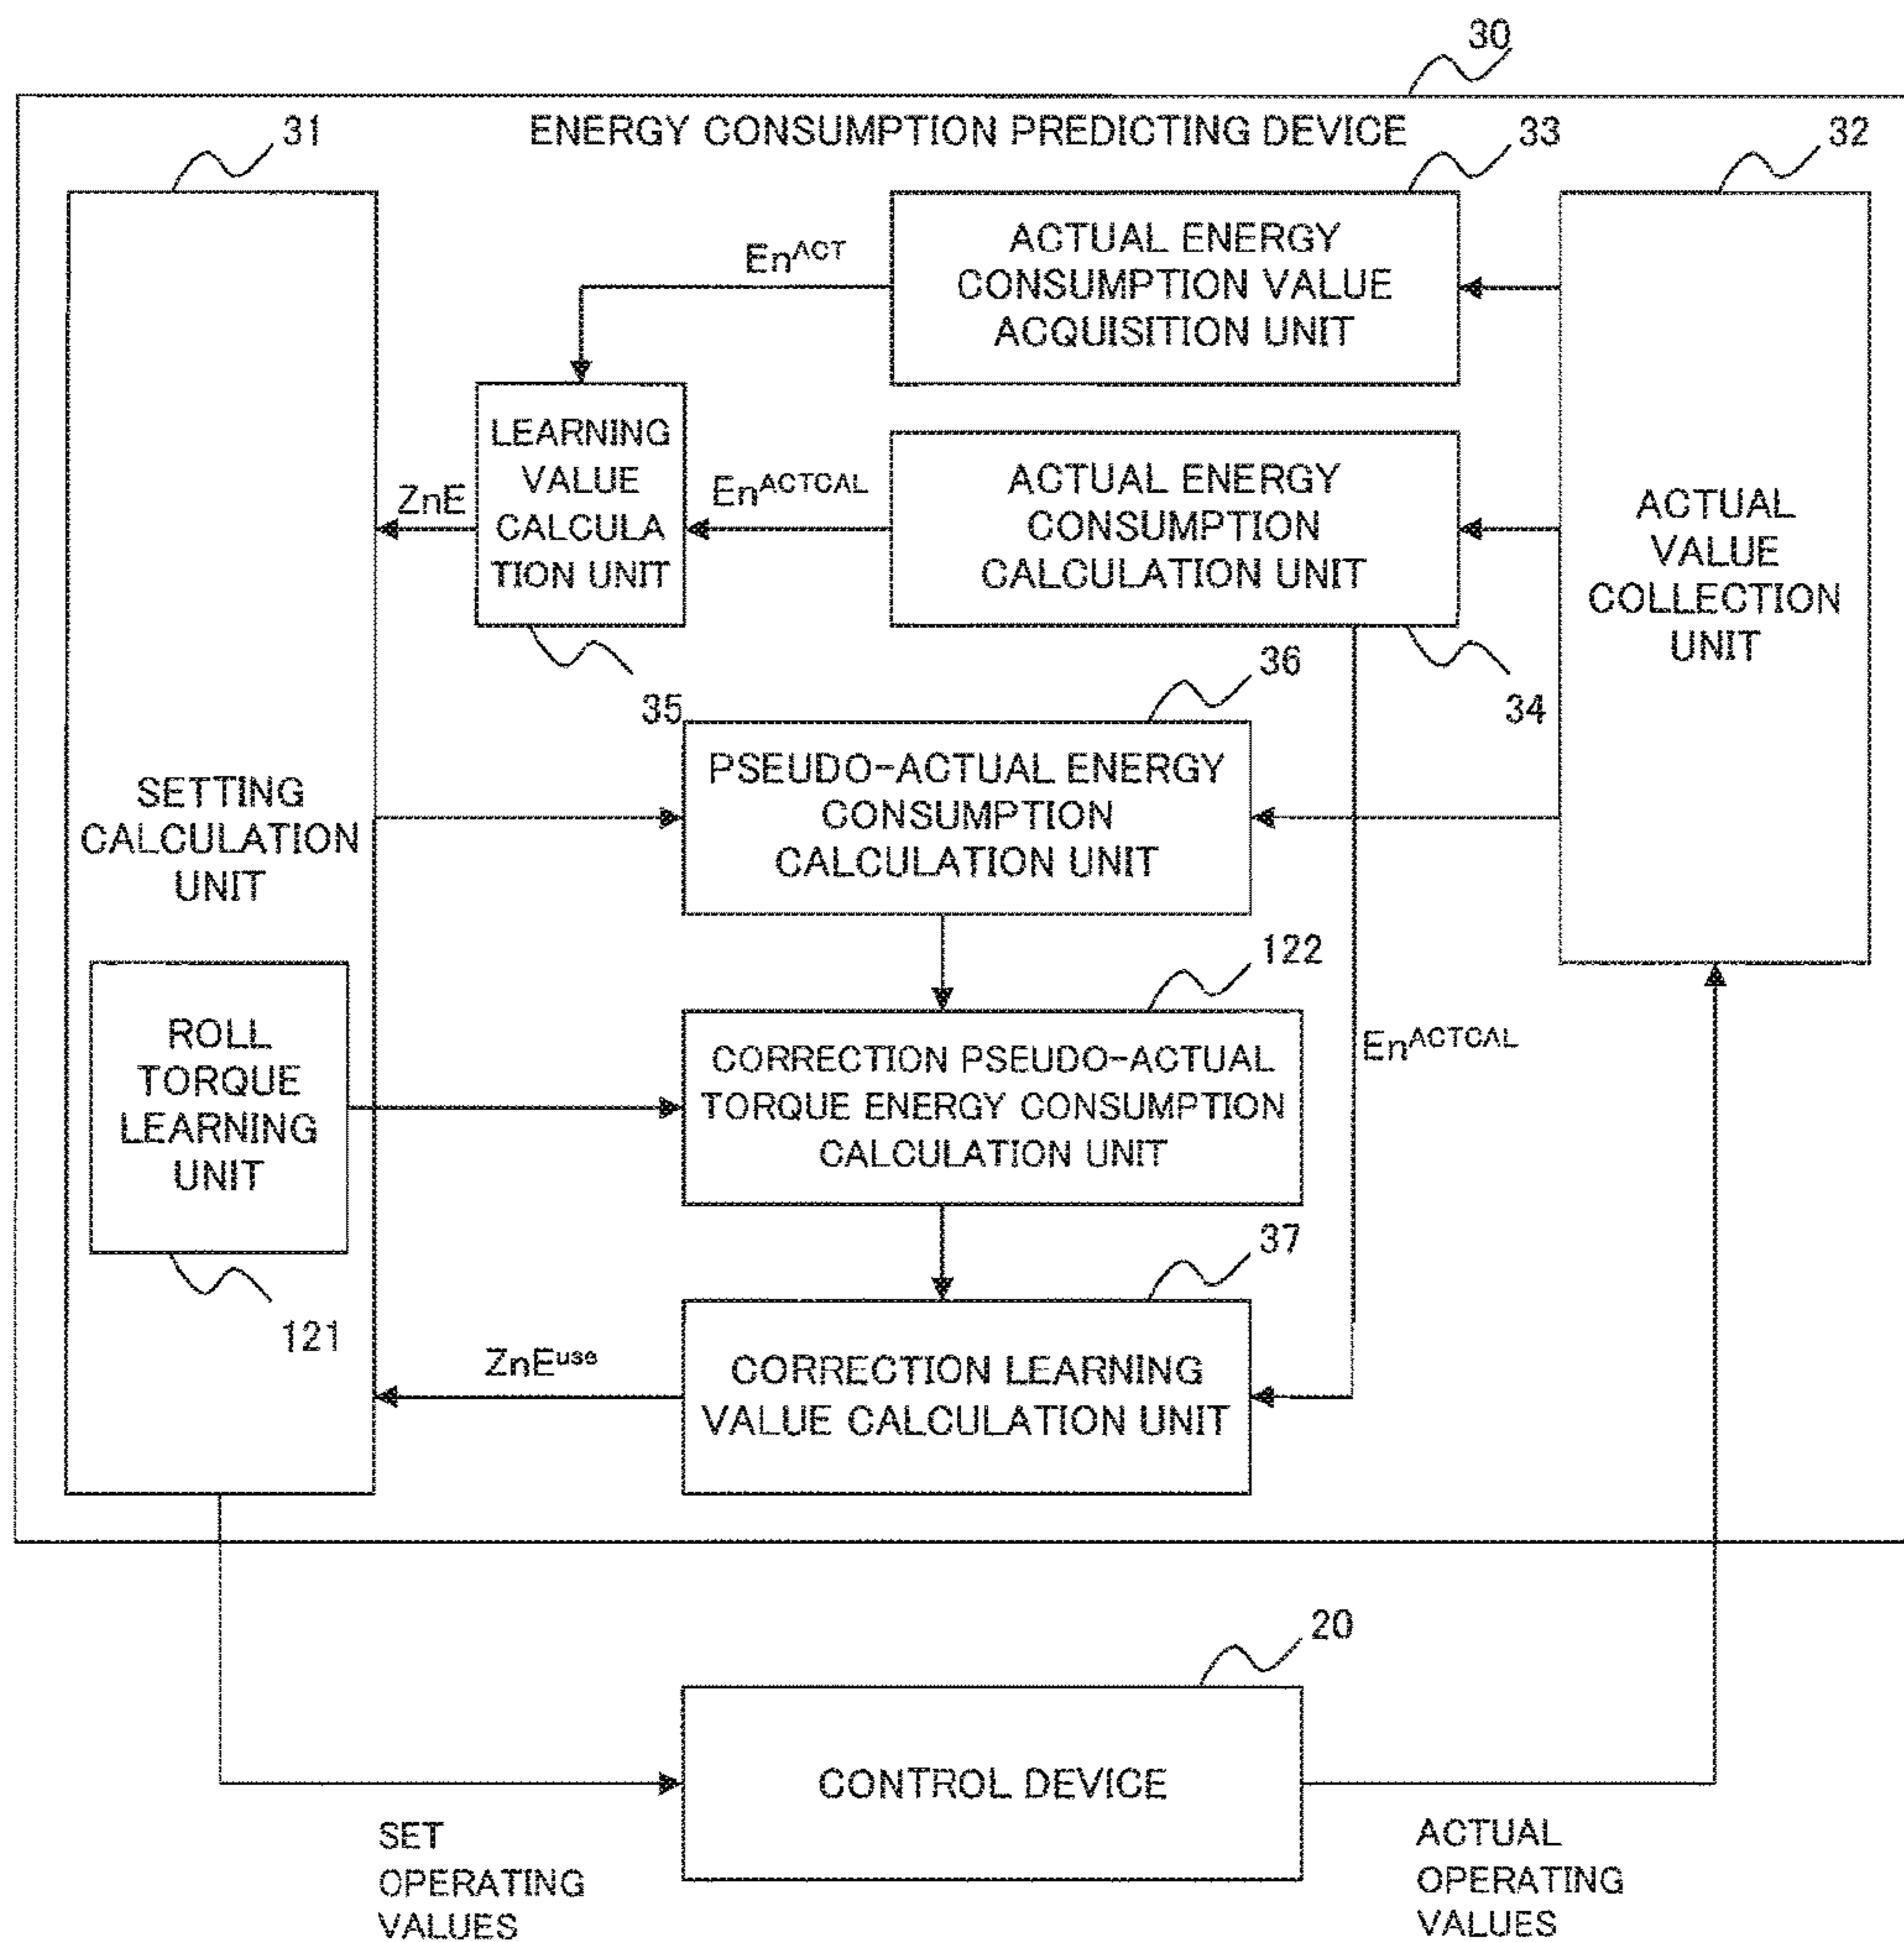 30
ENERGY CONSUMPTION PREDICTING DEVICE
31
33
32
ACTUAL ENERGY
CONSUMPTION VALUE
ACQUISITION UNIT
En^ACT
LEARNING
VALUE
CALCULA
TION UNIT
ZnE
En^ACTCAL
ACTUAL ENERGY
CONSUMPTION
CALCULATION UNIT
ACTUAL
VALUE
COLLECTION
UNIT
35
36
34
PSEUDO-ACTUAL ENERGY
CONSUMPTION
CALCULATION UNIT
SETTING
CALCULATION
UNIT
122
ROLL
TORQUE
LEARNING
UNIT
CORRECTION PSEUDO-ACTUAL
TORQUE ENERGY CONSUMPTION
CALCULATION UNIT
En^ACTCAL
37
121
ZnE^use
CORRECTION LEARNING
VALUE CALCULATION UNIT
20
CONTROL DEVICE
SET
OPERATING
VALUES
ACTUAL
OPERATING
VALUES